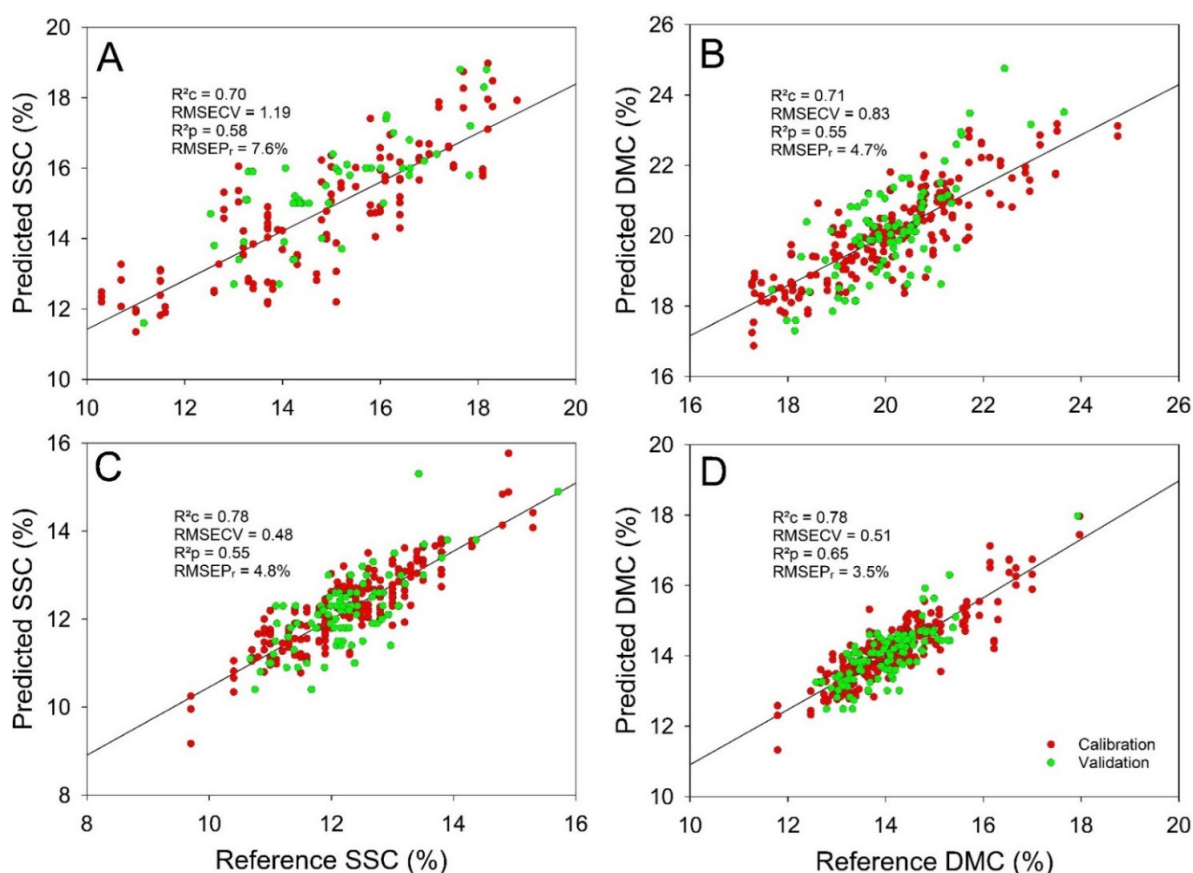 A
R²c = 0.70
RMSECV = 1.19
R²p = 0.58
RMSEPᵣ = 7.6%
Predicted SSC (%)
20
18
16
14
12
10
10 12 14 16 18 20
B
R²c = 0.71
RMSECV = 0.83
R²p = 0.55
RMSEPᵣ = 4.7%
Predicted DMC (%)
26
24
22
20
18
16
16 18 20 22 24 26
C
R²c = 0.78
RMSECV = 0.48
R²p = 0.55
RMSEPᵣ = 4.8%
Predicted SSC (%)
16
14
12
10
8
8 10 12 14 16
Reference SSC (%)
D
R²c = 0.78
RMSECV = 0.51
R²p = 0.65
RMSEPᵣ = 3.5%
Predicted DMC (%)
20
18
16
14
12
10
Calibration
Validation
10 12 14 16 18 20
Reference DMC (%)